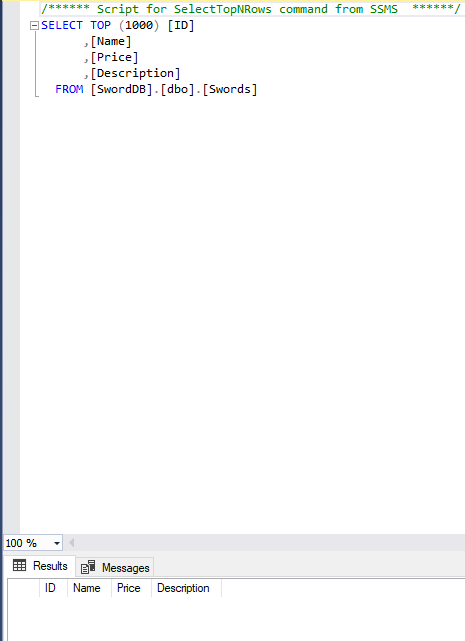 /****** Script for SelectTopNRows command from SSMS  ******/
SELECT TOP (1000) [ID]
      ,[Name]
      ,[Price]
      ,[Description]
  FROM [SwordDB].[dbo].[Swords]
100 %
Results Messages
ID Name Price Description